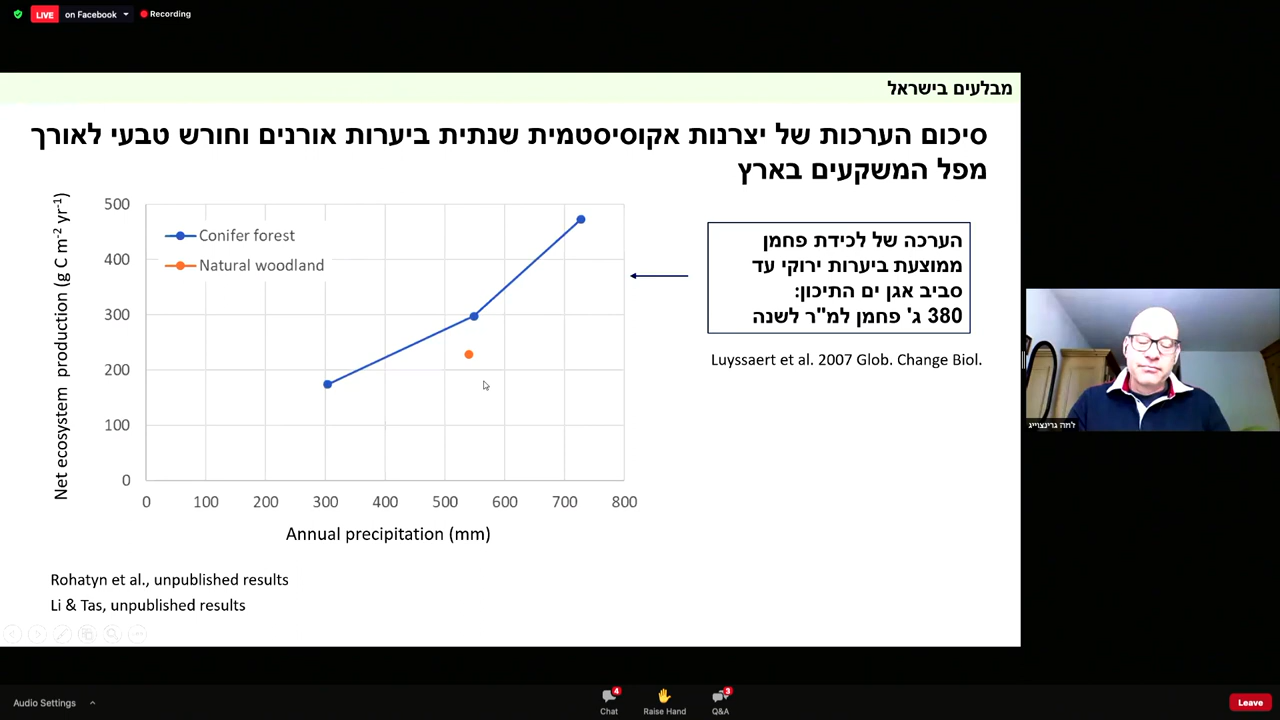 LIVE on Facebook Recording
מבלעים בישראל
סיכום הערכות של יצרנות אקוסיסטמית שנתית ביערות אורנים וחורש טבעי לאורך
מפל המשקעים בארץ
Net ecosystem production (g C m-2 yr-1)
500
400
300
200
100
0
Conifer forest
Natural woodland
0 100 200 300 400 500 600 700 800
Annual precipitation (mm)
הערכה של לכידת פחמן
ממוצעת ביערות ירוקי עד
סביב אגן ים התיכון:
380 ג' פחמן למ"ר לשנה
Luyssaert et al. 2007 Glob. Change Biol.
Rohatyn et al., unpublished results
Li & Tas, unpublished results
גרינצוייג
Audio Settings
4
Chat
Raise Hand
3
Q&A
Leave